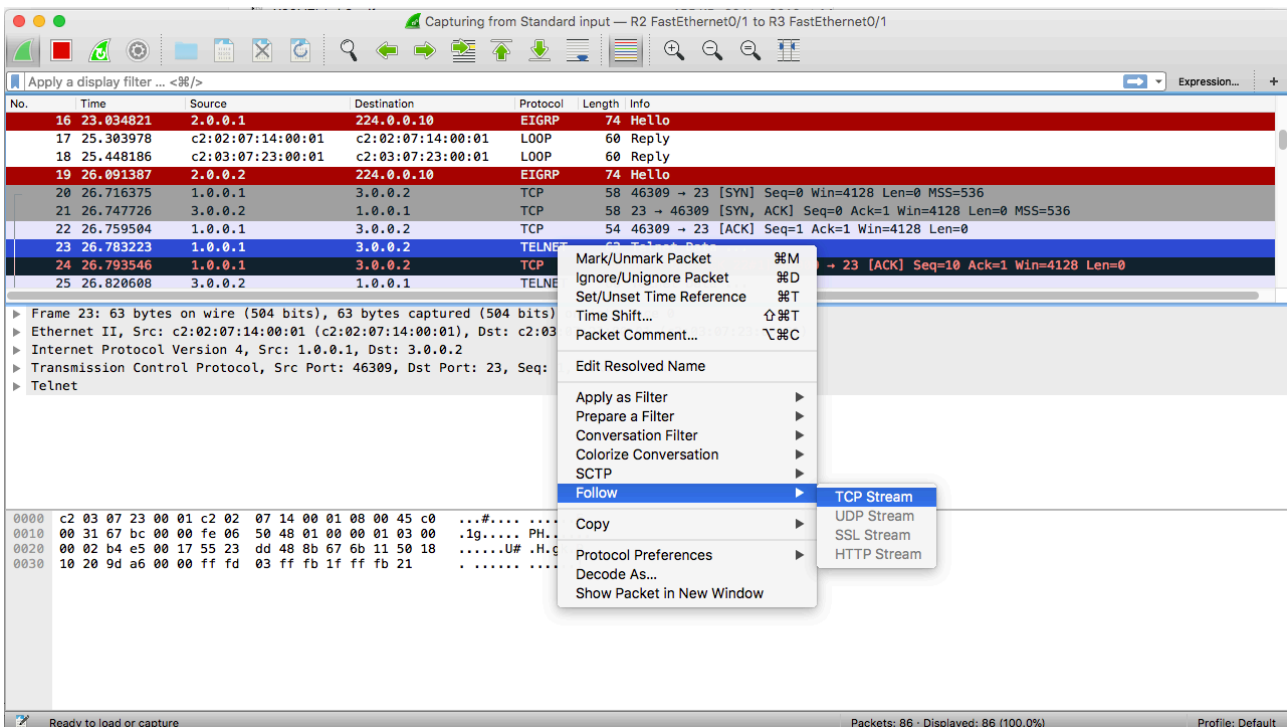 Capturing from Standard input — R2 FastEthernet0/1 to R3 FastEthernet0/1
Apply a display filter ... <⌘/>
Expression... +
No. Time Source Destination Protocol Length Info
16 23.034821 2.0.0.1 224.0.0.10 EIGRP 74 Hello
17 25.303978 c2:02:07:14:00:01 c2:02:07:14:00:01 LOOP 60 Reply
18 25.448186 c2:03:07:23:00:01 c2:03:07:23:00:01 LOOP 60 Reply
19 26.091387 2.0.0.2 224.0.0.10 EIGRP 74 Hello
20 26.716375 1.0.0.1 3.0.0.2 TCP 58 46309 → 23 [SYN] Seq=0 Win=4128 Len=0 MSS=536
21 26.747726 3.0.0.2 1.0.0.1 TCP 58 23 → 46309 [SYN, ACK] Seq=0 Ack=1 Win=4128 Len=0 MSS=536
22 26.759504 1.0.0.1 3.0.0.2 TCP 54 46309 → 23 [ACK] Seq=1 Ack=1 Win=4128 Len=0
23 26.783223 1.0.0.1 3.0.0.2 TELNET
24 26.793546 1.0.0.1 3.0.0.2 TCP → 23 [ACK] Seq=10 Ack=1 Win=4128 Len=0
25 26.820608 3.0.0.2 1.0.0.1 TELNE
Frame 23: 63 bytes on wire (504 bits), 63 bytes captured (504 bits)
Ethernet II, Src: c2:02:07:14:00:01 (c2:02:07:14:00:01), Dst: c2:03
Internet Protocol Version 4, Src: 1.0.0.1, Dst: 3.0.0.2
Transmission Control Protocol, Src Port: 46309, Dst Port: 23, Seq:
Telnet
Mark/Unmark Packet ⌘M
Ignore/Unignore Packet ⌘D
Set/Unset Time Reference ⌘T
Time Shift... ⇧⌘T
Packet Comment... ⌥⌘C
Edit Resolved Name
Apply as Filter
Prepare a Filter
Conversation Filter
Colorize Conversation
SCTP
Follow
Copy
Protocol Preferences
Decode As...
Show Packet in New Window
TCP Stream
UDP Stream
SSL Stream
HTTP Stream
0000 c2 03 07 23 00 01 c2 02 07 14 00 01 08 00 45 c0 ...#.... ....
0010 00 31 67 bc 00 00 fe 06 50 48 01 00 00 01 03 00 .1g..... PH..
0020 00 02 b4 e5 00 17 55 23 dd 48 8b 67 6b 11 50 18 ......U# .H.g
0030 10 20 9d a6 00 00 ff fd 03 ff fb 1f ff fb 21 . ...... ....
Ready to load or capture
Packets: 86 · Displayed: 86 (100.0%)
Profile: Default